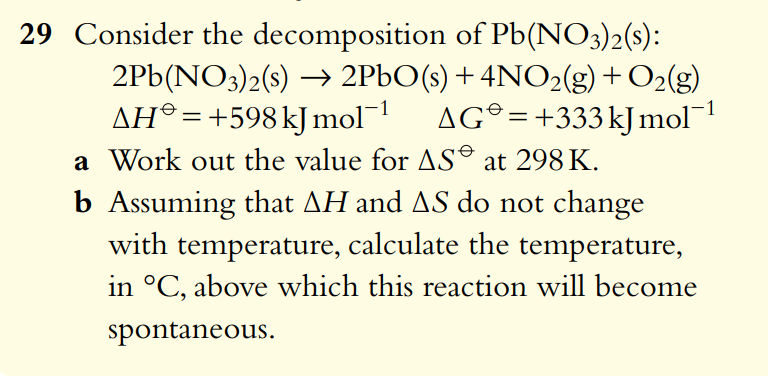 29 Consider the decomposition of Pb(NO₃)₂(s):
2Pb(NO₃)₂(s) → 2PbO(s) + 4NO₂(g) + O₂(g)
ΔH⦵ = +598 kJ mol⁻¹ ΔG⦵ = +333 kJ mol⁻¹
a Work out the value for ΔS⦵ at 298 K.
b Assuming that ΔH and ΔS do not change
with temperature, calculate the temperature,
in °C, above which this reaction will become
spontaneous.